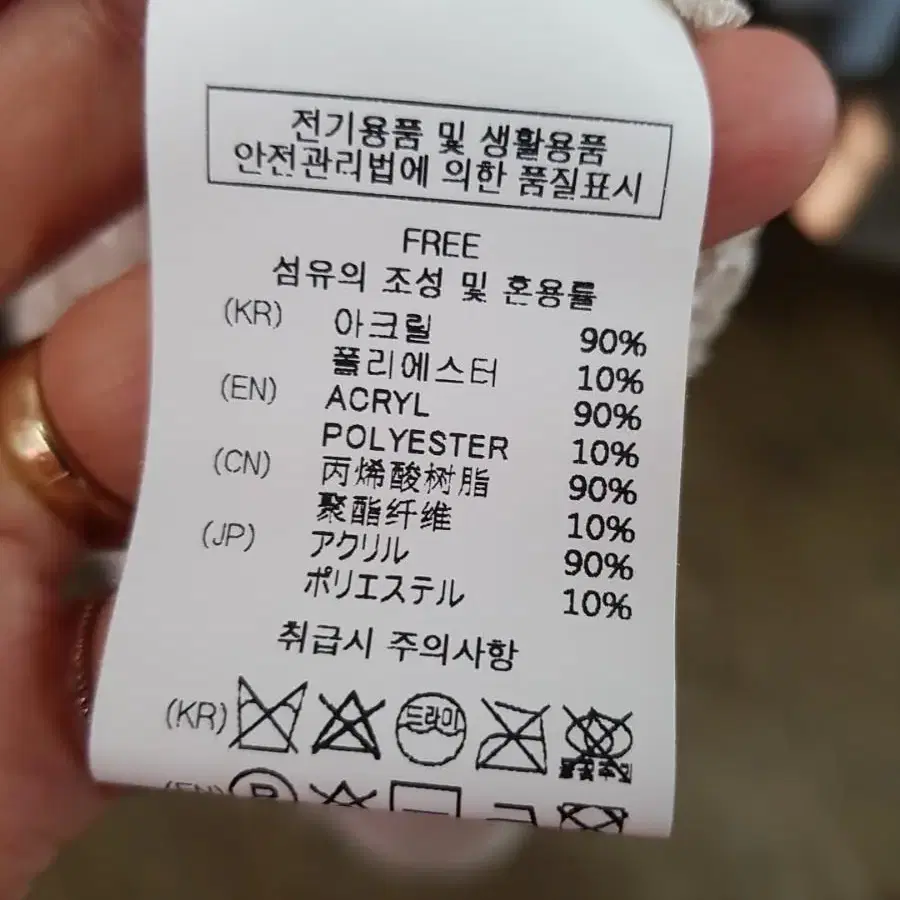 전기용품 및 생활용품
안전관리법에 의한 품질표시
FREE
섬유의 조성 및 혼용률
(KR) 아크릴 90%
폴리에스터 10%
(EN) ACRYL 90%
POLYESTER 10%
(CN) 丙烯酸树脂 90%
聚酯纤维 10%
(JP) アクリル 90%
ポリエステル 10%
취급시 주의사항
(KR) 드라이
(EN) P